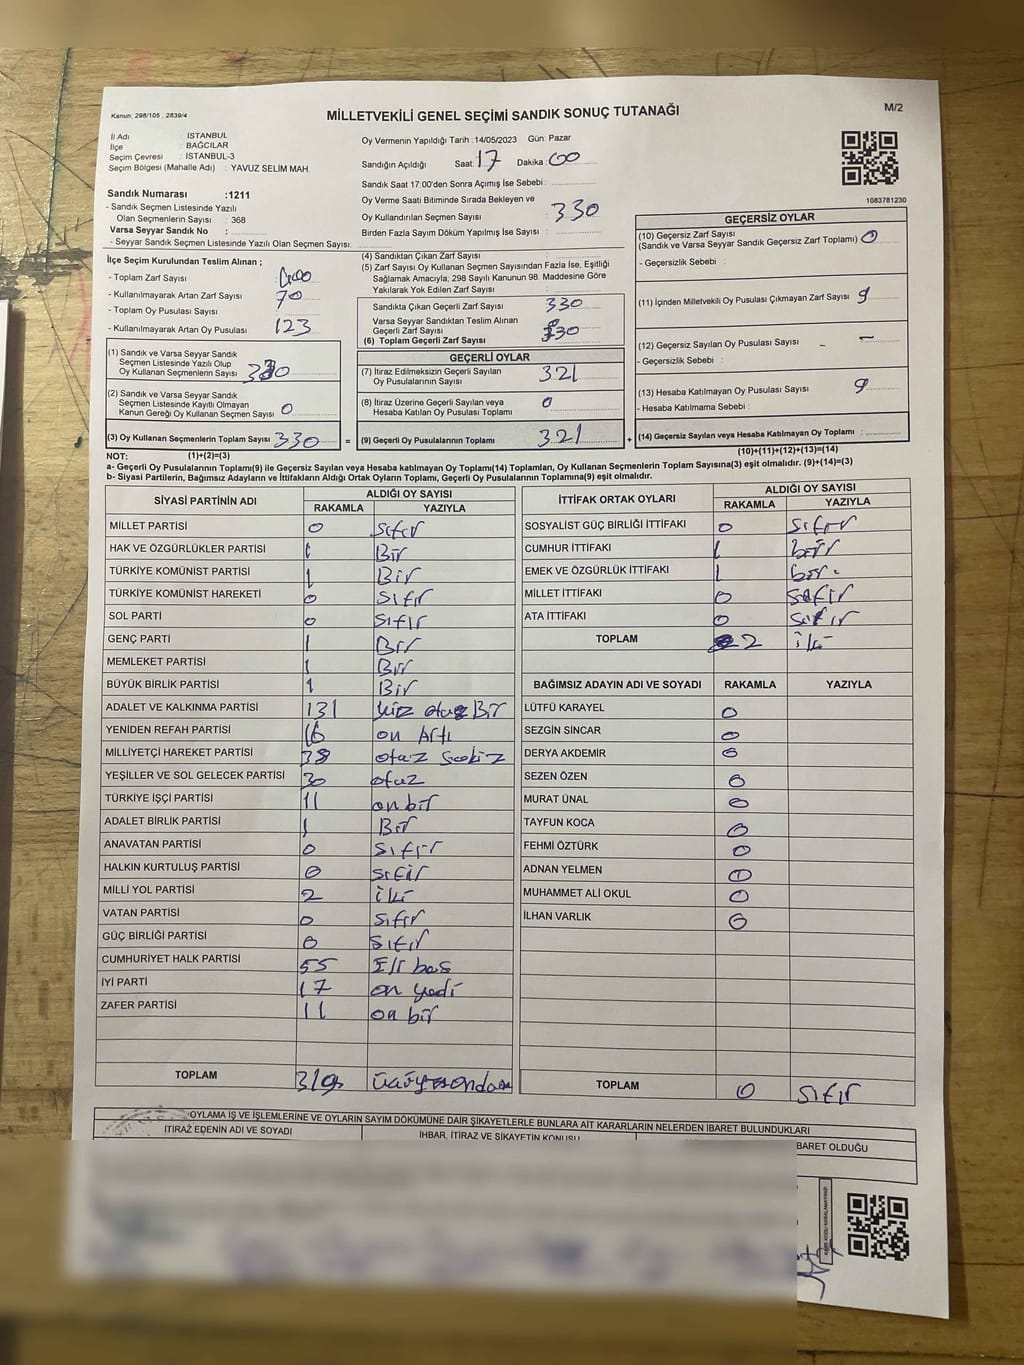 Kanun: 298/105 , 2839/4
MİLLETVEKİLİ GENEL SEÇİMİ SANDIK SONUÇ TUTANAĞI
M/2
İl Adı : İSTANBUL
İlçe : BAĞCILAR
Seçim Çevresi : İSTANBUL-3
Seçim Bölgesi (Mahalle Adı) : YAVUZ SELİM MAH.
Oy Vermenin Yapıldığı Tarih :14/05/2023 Gün: Pazar
Sandığın Açıldığı Saat: 17 Dakika: 00
Sandık Saat 17:00'den Sonra Açımış İse Sebebi :
Sandık Numarası :1211
- Sandık Seçmen Listesinde Yazılı
Olan Seçmenlerin Sayısı : 368
Varsa Seyyar Sandık No :
- Seyyar Sandık Seçmen Listesinde Yazılı Olan Seçmen Sayısı:
Oy Verme Saati Bitiminde Sırada Bekleyen ve
Oy Kullandırılan Seçmen Sayısı : 330
Birden Fazla Sayım Döküm Yapılmış İse Sayısı :
1083781230
İlçe Seçim Kurulundan Teslim Alınan ;
- Toplam Zarf Sayısı : 400
- Kullanılmayarak Artan Zarf Sayısı : 70
- Toplam Oy Pusulası Sayısı :
- Kullanılmayarak Artan Oy Pusulası : 123
(4) Sandıktan Çıkan Zarf Sayısı :
(5) Zarf Sayısı Oy Kullanan Seçmen Sayısından Fazla İse, Eşitliği
Sağlamak Amacıyla; 298 Sayılı Kanunun 98. Maddesine Göre
Yakılarak Yok Edilen Zarf Sayısı :
Sandıkta Çıkan Geçerli Zarf Sayısı : 330
Varsa Seyyar Sandıktan Teslim Alınan
Geçerli Zarf Sayısı :
(6) Toplam Geçerli Zarf Sayısı : 330
GEÇERSİZ OYLAR
(10) Geçersiz Zarf Sayısı
(Sandık ve Varsa Seyyar Sandık Geçersiz Zarf Toplamı) : 0
- Geçersizlik Sebebi :
(11) İçinden Milletvekili Oy Pusulası Çıkmayan Zarf Sayısı : 9
(12) Geçersiz Sayılan Oy Pusulası Sayısı : -
- Geçersizlik Sebebi :
(13) Hesaba Katılmayan Oy Pusulası Sayısı : 9
- Hesaba Katılmama Sebebi :
(14) Geçersiz Sayılan veya Hesaba Katılmayan Oy Toplamı :
(10)+(11)+(12)+(13)=(14)
(1) Sandık ve Varsa Seyyar Sandık
Seçmen Listesinde Yazılı Olup
Oy Kullanan Seçmenlerin Sayısı : 330
(2) Sandık ve Varsa Seyyar Sandık
Seçmen Listesinde Kayıtlı Olmayan
Kanun Gereği Oy Kullanan Seçmen Sayısı : 0
(3) Oy Kullanan Seçmenlerin Toplam Sayısı : 330 =
GEÇERLİ OYLAR
(7) İtiraz Edilmeksizin Geçerli Sayılan
Oy Pusulalarının Sayısı : 321
(8) İtiraz Üzerine Geçerli Sayılan veya
Hesaba Katılan Oy Pusulası Toplamı : 0
(9) Geçerli Oy Pusulalarının Toplamı : 321 +
NOT: (1)+(2)=(3)
a- Geçerli Oy Pusulalarının Toplamı(9) ile Geçersiz Sayılan veya Hesaba katılmayan Oy Toplamı(14) Toplamları, Oy Kullanan Seçmenlerin Toplam Sayısına(3) eşit olmalıdır. (9)+(14)=(3)
b- Siyasi Partilerin, Bağımsız Adayların ve İttifakların Aldığı Ortak Oyların Toplamı, Geçerli Oy Pusulalarının Toplamına(9) eşit olmalıdır.
SİYASİ PARTİNİN ADI ALDIĞI OY SAYISI
RAKAMLA YAZIYLA
MİLLET PARTİSİ 0 sıfır
HAK VE ÖZGÜRLÜKLER PARTİSİ 1 Bir
TÜRKİYE KOMÜNİST PARTİSİ 1 Bir
TÜRKİYE KOMÜNİST HAREKETİ 0 sıfır
SOL PARTİ 0 sıfır
GENÇ PARTİ 1 Bir
MEMLEKET PARTİSİ 1 Bir
BÜYÜK BİRLİK PARTİSİ 1 Bir
ADALET VE KALKINMA PARTİSİ 131 yüz otuz Bir
YENİDEN REFAH PARTİSİ 16 on Altı
MİLLİYETÇİ HAREKET PARTİSİ 38 otuz sekiz
YEŞİLLER VE SOL GELECEK PARTİSİ 30 otuz
TÜRKİYE İŞÇİ PARTİSİ 11 on bir
ADALET BİRLİK PARTİSİ 1 Bir
ANAVATAN PARTİSİ 0 sıfır
HALKIN KURTULUŞ PARTİSİ 0 sıfır
MİLLİ YOL PARTİSİ 2 iki
VATAN PARTİSİ 0 sıfır
GÜÇ BİRLİĞİ PARTİSİ 0 sıfır
CUMHURİYET HALK PARTİSİ 55 Elli beş
İYİ PARTİ 17 on yedi
ZAFER PARTİSİ 11 on bir
TOPLAM 319
İTTİFAK ORTAK OYLARI ALDIĞI OY SAYISI
RAKAMLA YAZIYLA
SOSYALİST GÜÇ BİRLİĞİ İTTİFAKI 0 sıfır
CUMHUR İTTİFAKI 1 bir
EMEK VE ÖZGÜRLÜK İTTİFAKI 1 bir.
MİLLET İTTİFAKI 0 sıfır
ATA İTTİFAKI 0 sıfır
TOPLAM 2 iki
BAĞIMSIZ ADAYIN ADI VE SOYADI RAKAMLA YAZIYLA
LÜTFÜ KARAYEL 0
SEZGİN SİNCAR 0
DERYA AKDEMİR 0
SEZEN ÖZEN 0
MURAT ÜNAL 0
TAYFUN KOCA 0
FEHMİ ÖZTÜRK 0
ADNAN YELMEN 0
MUHAMMET ALİ OKUL 0
İLHAN VARLIK 0
TOPLAM 0 sıfır
OYLAMA İŞ VE İŞLEMLERİNE VE OYLARIN SAYIM DÖKÜMÜNE DAİR ŞİKAYETLERLE BUNLARA AİT KARARLARIN NELERDEN İBARET BULUNDUKLARI
İTİRAZ EDENİN ADI VE SOYADI İHBAR, İTİRAZ VE ŞİKAYETİN KONUSU BARET OLDUĞU